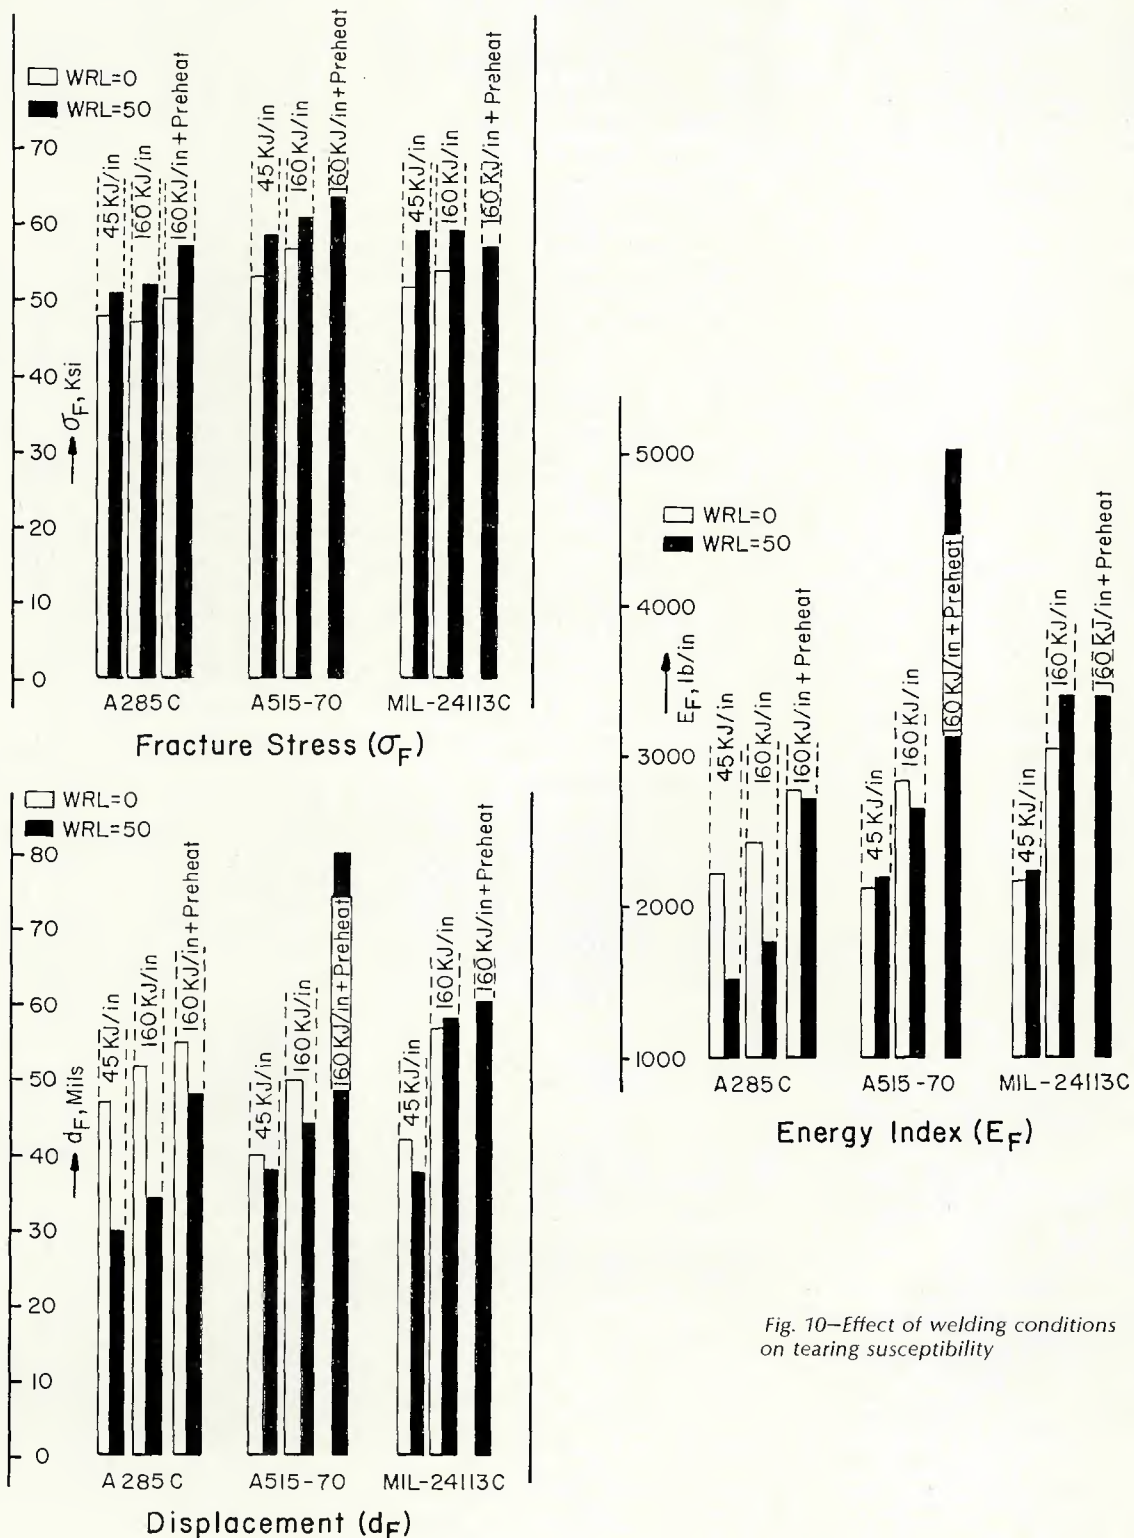 WRL=0
WRL=50
70
60
50
40
30
20
10
0
σF, Ksi
45 KJ/in
160 KJ/in
160 KJ/in + Preheat
45 KJ/in
160 KJ/in
160 KJ/in + Preheat
45 KJ/in
160 KJ/in
160 KJ/in + Preheat
A285C
A515-70
MIL-24113C
Fracture Stress (σF)
WRL=0
WRL=50
80
70
60
50
40
30
20
10
0
dF, Mils
45 KJ/in
160 KJ/in
160 KJ/in+Preheat
45 KJ/in
160 KJ/in
160 KJ/in+Preheat
45 KJ/in
160 KJ/in
160 KJ/in+Preheat
A285C
A515-70
MIL-24113C
Displacement (dF)
5000
4000
3000
2000
1000
WRL=0
WRL=50
EF, lb/in
45 KJ/in
160 KJ/in
160 KJ/in + Preheat
45 KJ/in
160 KJ/in
160 KJ/in + Preheat
45 KJ/in
160 KJ/in
160 KJ/in + Preheat
A285C
A515-70
MIL-24113C
Energy Index (EF)
Fig. 10—Effect of welding conditions
on tearing susceptibility